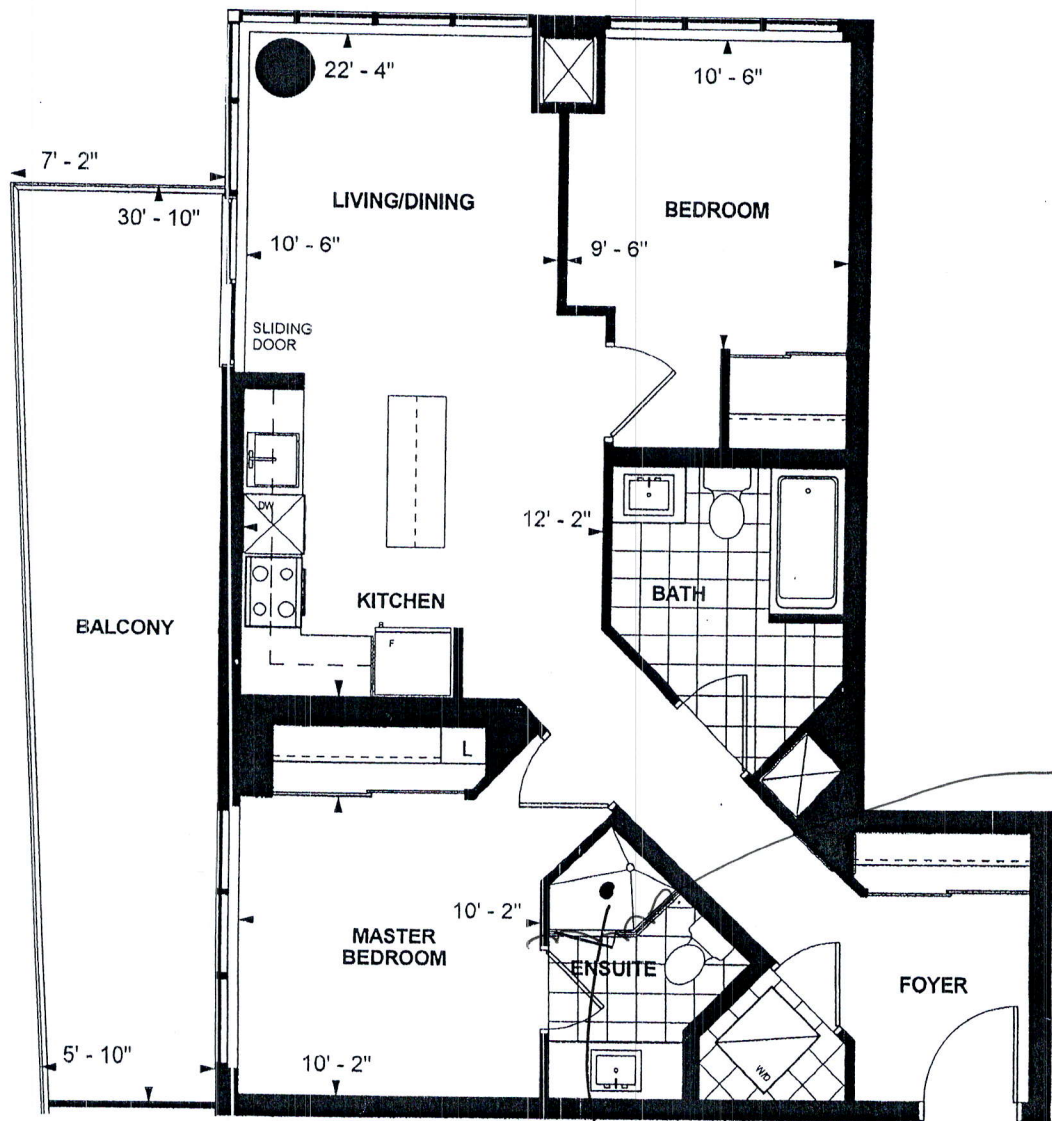 22' - 4"
10' - 6"
7' - 2"
30' - 10"
LIVING/DINING
BEDROOM
10' - 6"
9' - 6"
SLIDING
DOOR
DW
12' - 2"
BATH
KITCHEN
F
BALCONY
L
10' - 2"
MASTER
BEDROOM
ENSUITE
FOYER
5' - 10"
10' - 2"
W/D